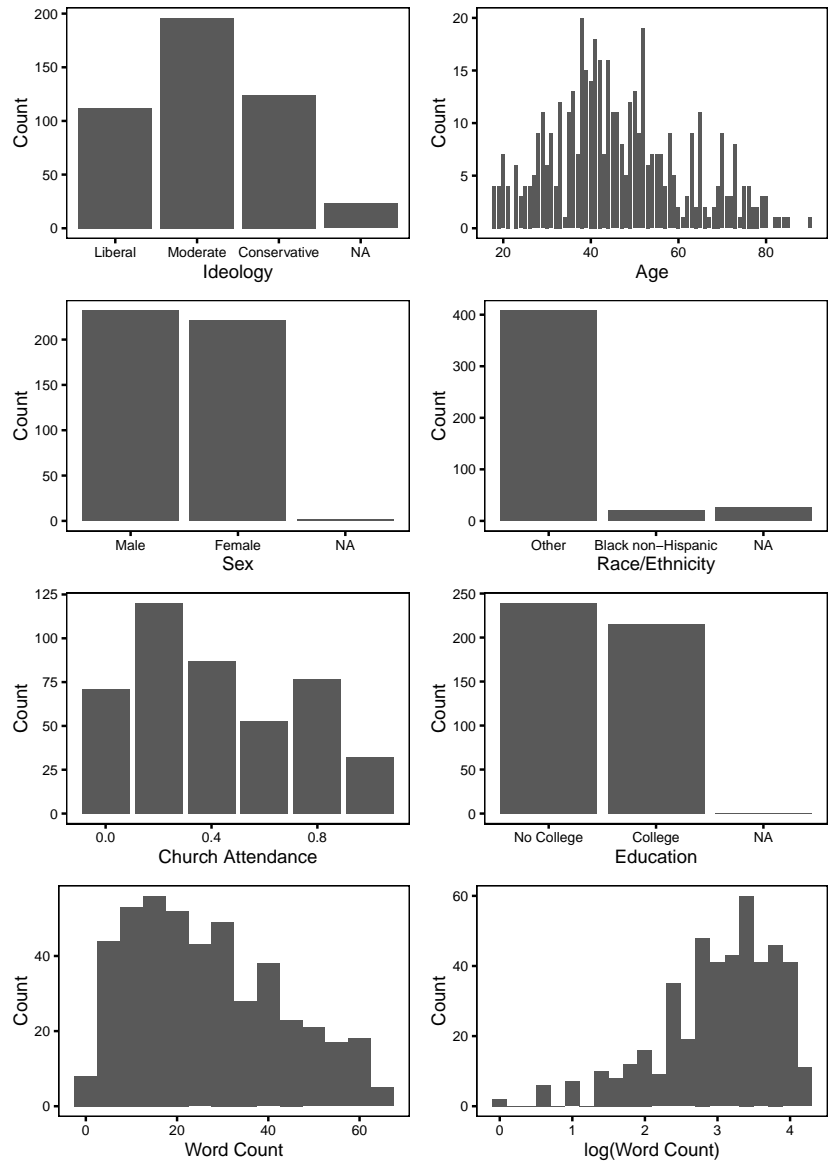 Count
200
150
100
50
0
Liberal Moderate Conservative NA
Ideology
Count
20
15
10
5
0
20 40 60 80
Age
Count
200
150
100
50
0
Male Female NA
Sex
Count
400
300
200
100
0
Other Black non−Hispanic NA
Race/Ethnicity
Count
125
100
75
50
25
0
0.0 0.4 0.8
Church Attendance
Count
250
200
150
100
50
0
No College College NA
Education
Count
40
20
0
0 20 40 60
Word Count
Count
60
40
20
0
0 1 2 3 4
log(Word Count)